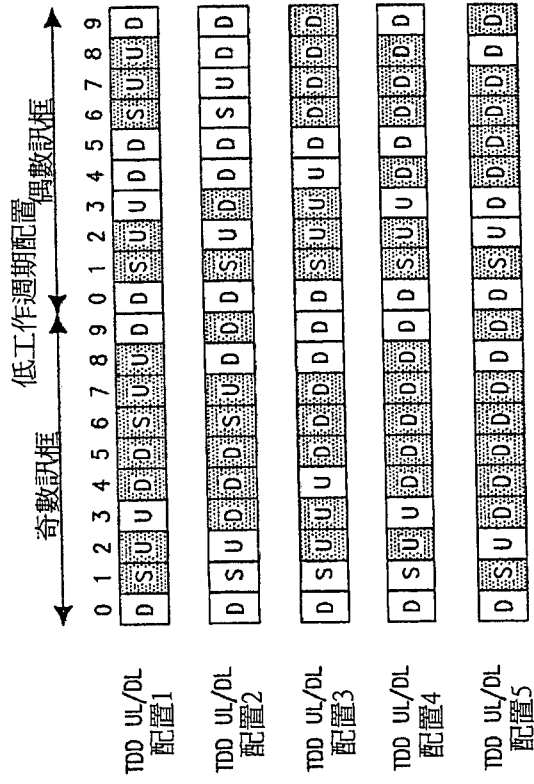 低工作週期配置
奇數訊框 偶數訊框
0 1 2 3 4 5 6 7 8 9 0 1 2 3 4 5 6 7 8 9
TDD UL/DL
配置1
D S U U D D S U U D D S U U D D S U U D
TDD UL/DL
配置2
D S U D D D S U D D D S U D D D S U D D
TDD UL/DL
配置3
D S U U U D D D D D D S U U U D D D D D
TDD UL/DL
配置4
D S U U D D D D D D D S U U D D D D D D
TDD UL/DL
配置5
D S U D D D D D D D D S U D D D D D D D